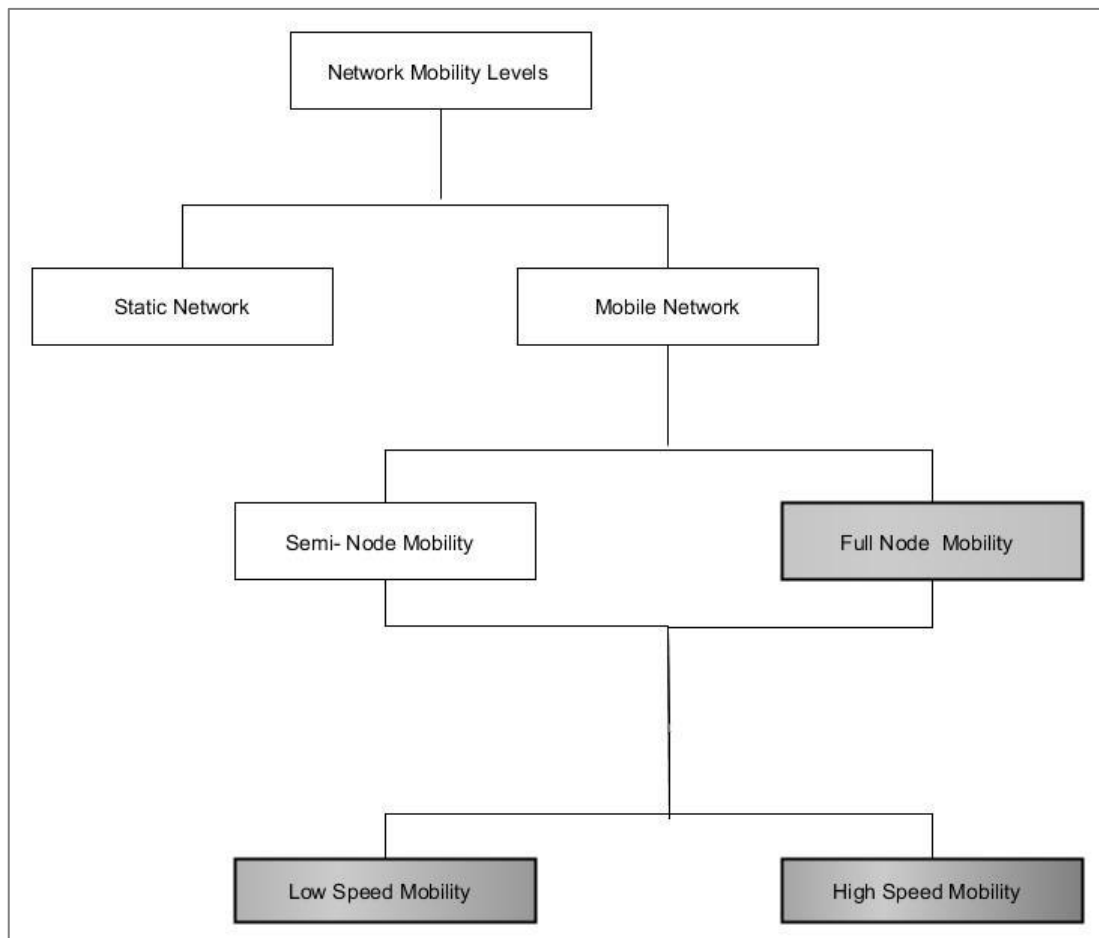 Network Mobility Levels
Static Network
Mobile Network
Semi- Node Mobility
Full Node  Mobility
Low Speed Mobility
High Speed Mobility